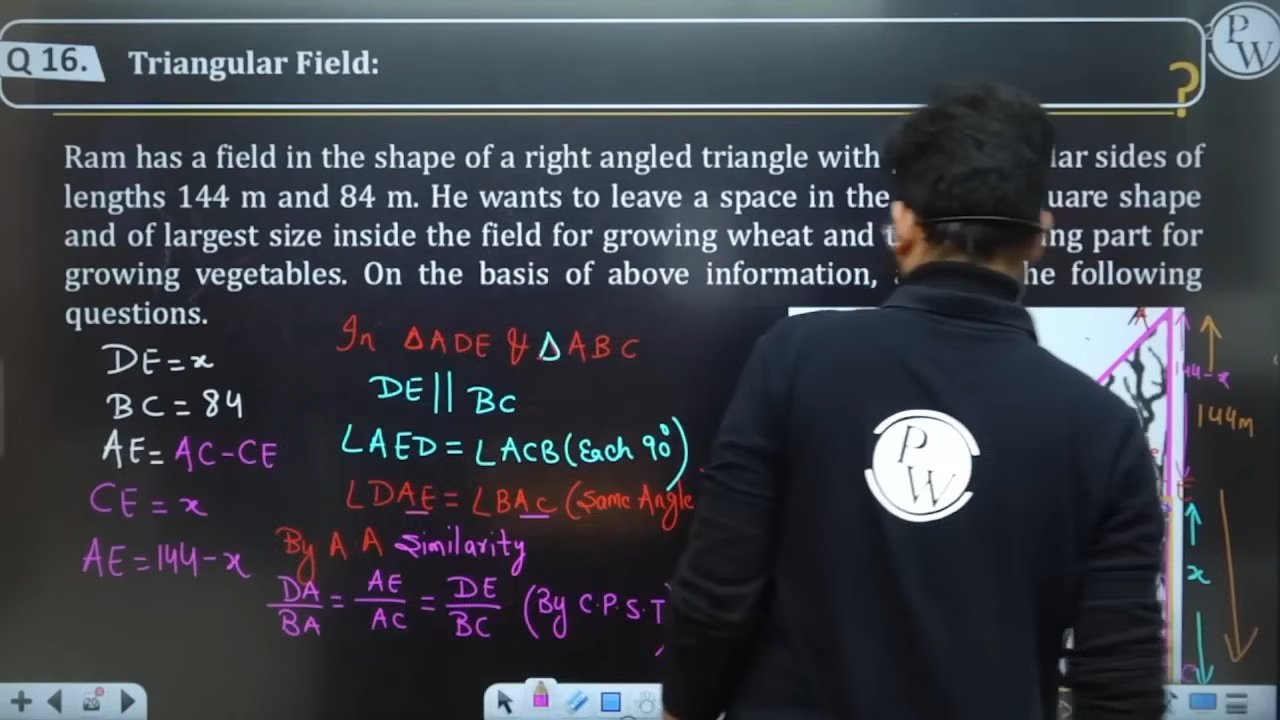 Q 16. Triangular Field:
?
PW
Ram has a field in the shape of a right angled triangle with lar sides of
lengths 144 m and 84 m. He wants to leave a space in the uare shape
and of largest size inside the field for growing wheat and t ing part for
growing vegetables. On the basis of above information, he following
questions.
DE = x
BC = 84
AE = AC - CE
CE = x
AE = 144 - x
In ΔADE & ΔABC
DE || BC
∠AED = ∠ACB (Each 90°)
∠DAE = ∠BAC (Same Angle
By A A Similarity
DA/BA = AE/AC = DE/BC (By C.P.S.T
A
144-x
144m
E
x
C
PW